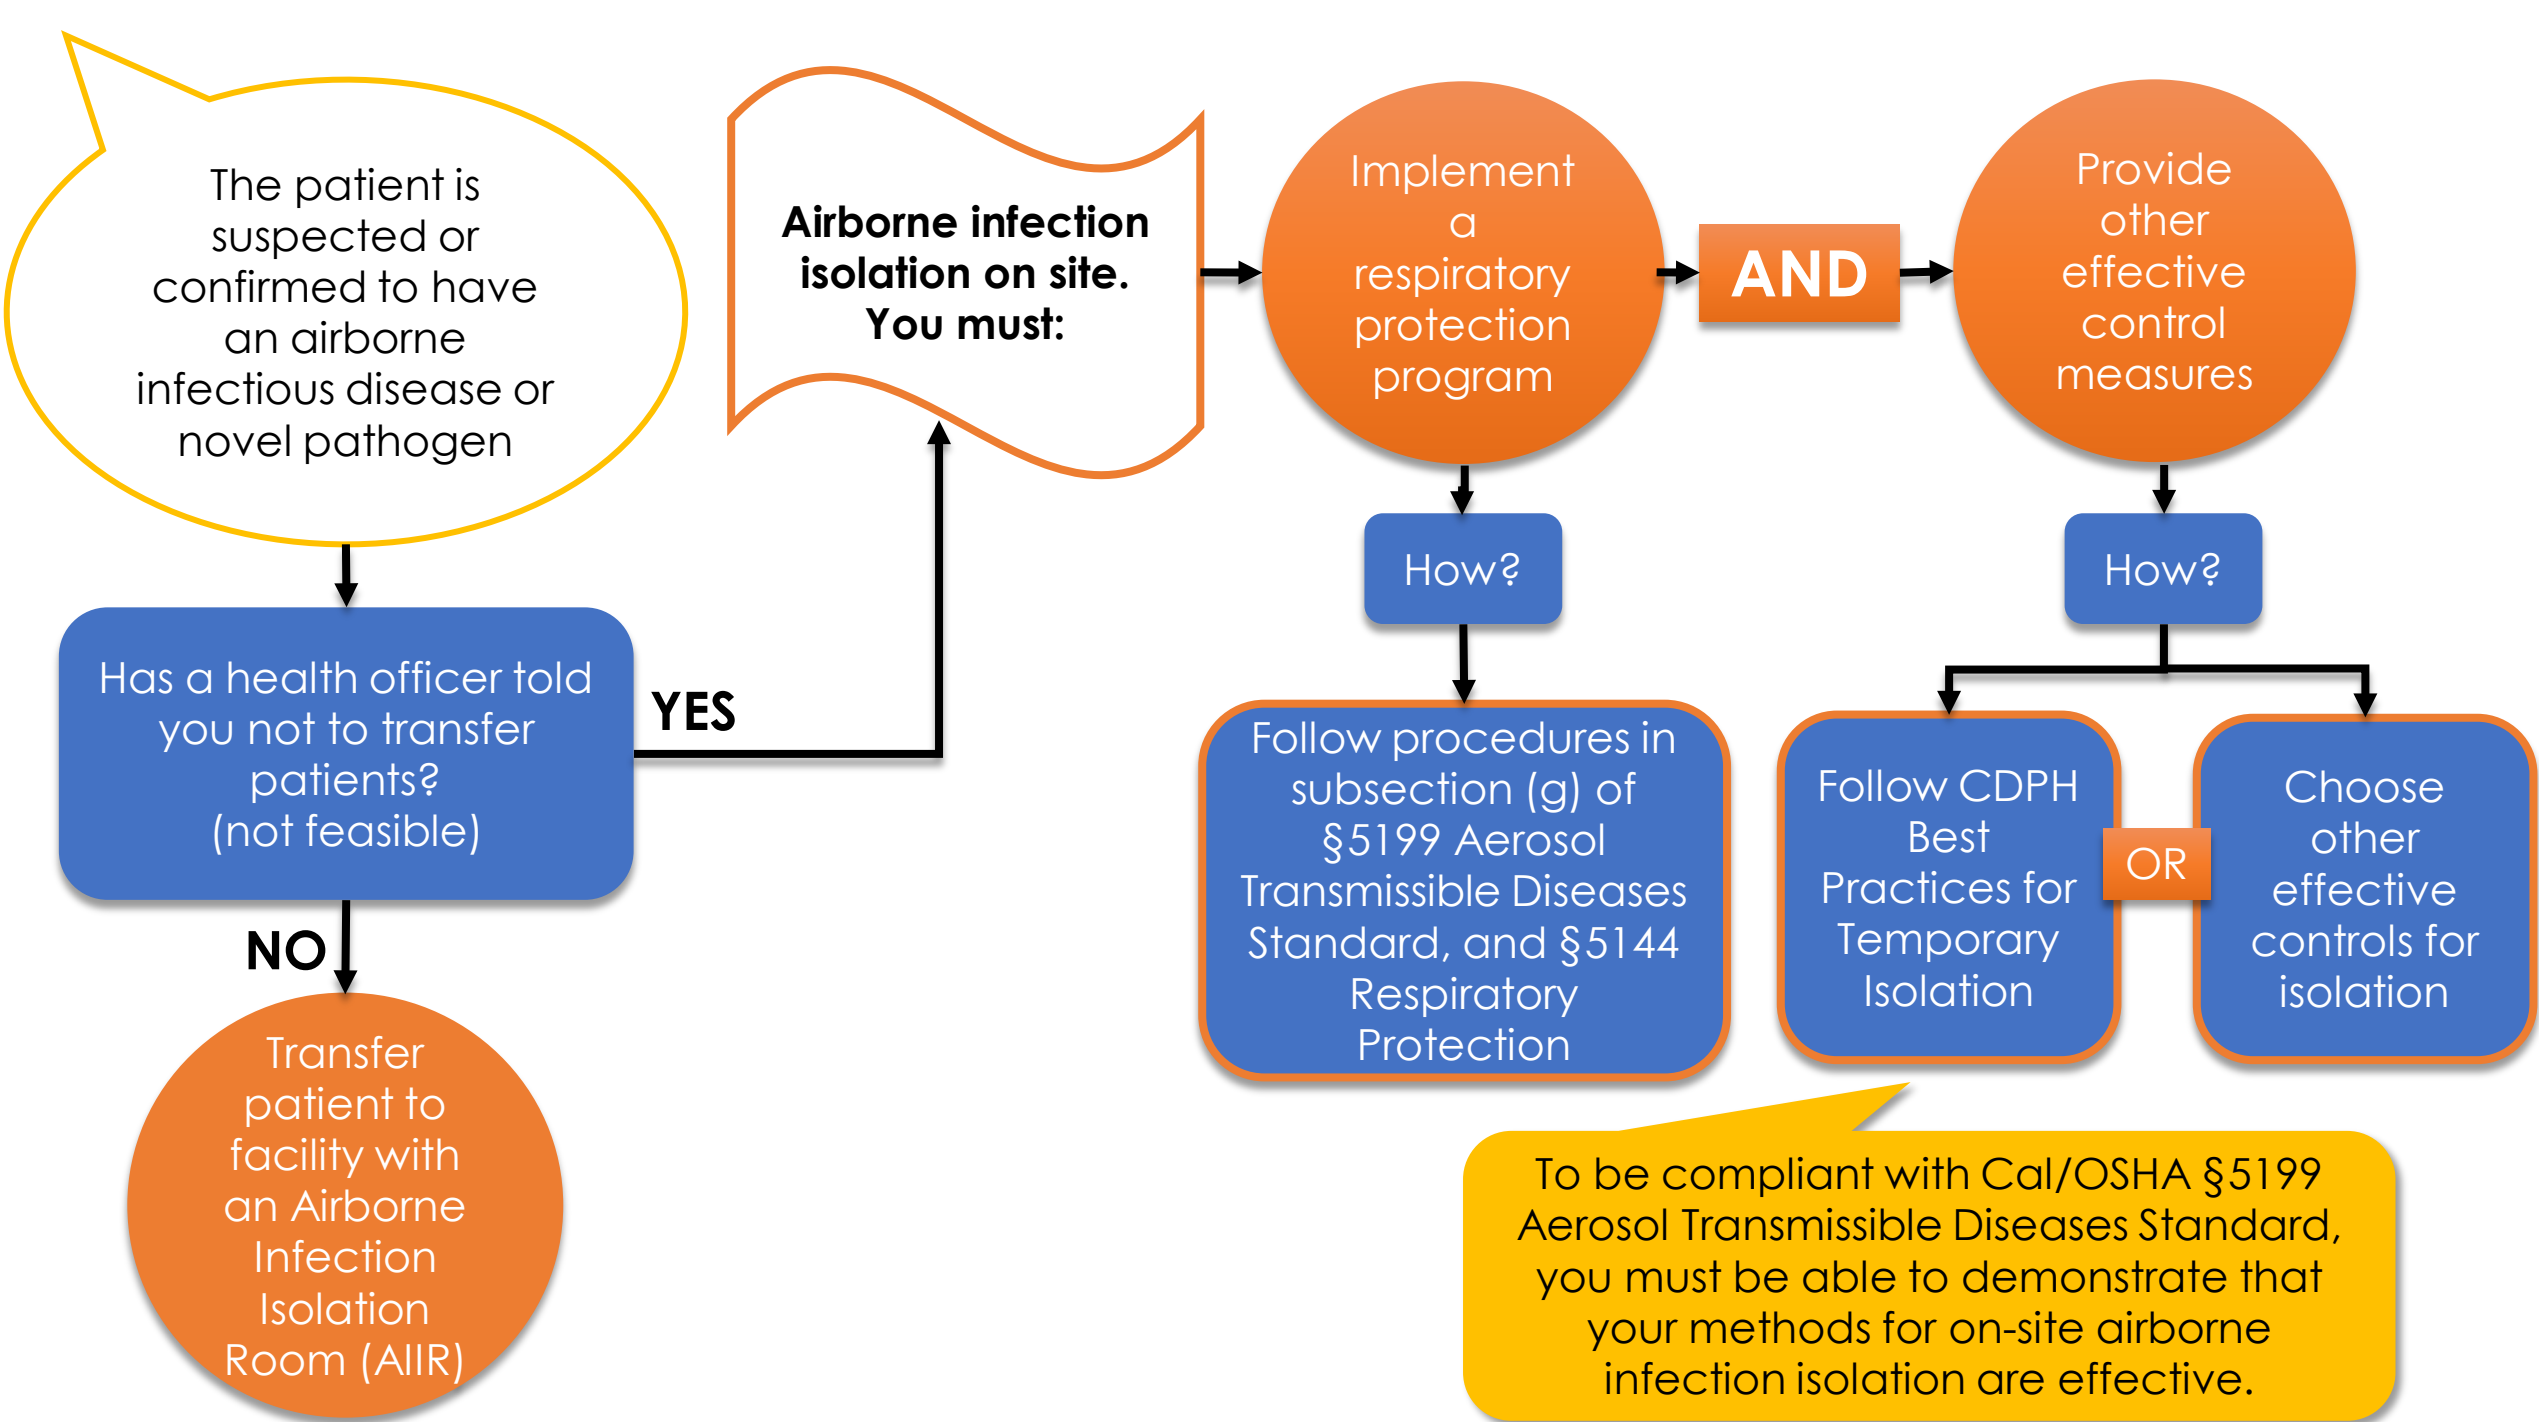 The patient is
suspected or
confirmed to have
an airborne
infectious disease or
novel pathogen
Has a health officer told
you not to transfer
patients?
(not feasible)
YES
NO
Transfer
patient to
facility with
an Airborne
Infection
Isolation
Room (AIIR)
Airborne infection
isolation on site.
You must:
Implement
a
respiratory
protection
program
AND
Provide
other
effective
control
measures
How?
Follow procedures in
subsection (g) of
§5199 Aerosol
Transmissible Diseases
Standard, and §5144
Respiratory
Protection
How?
Follow CDPH
Best
Practices for
Temporary
Isolation
OR
Choose
other
effective
controls for
isolation
To be compliant with Cal/OSHA §5199
Aerosol Transmissible Diseases Standard,
you must be able to demonstrate that
your methods for on-site airborne
infection isolation are effective.